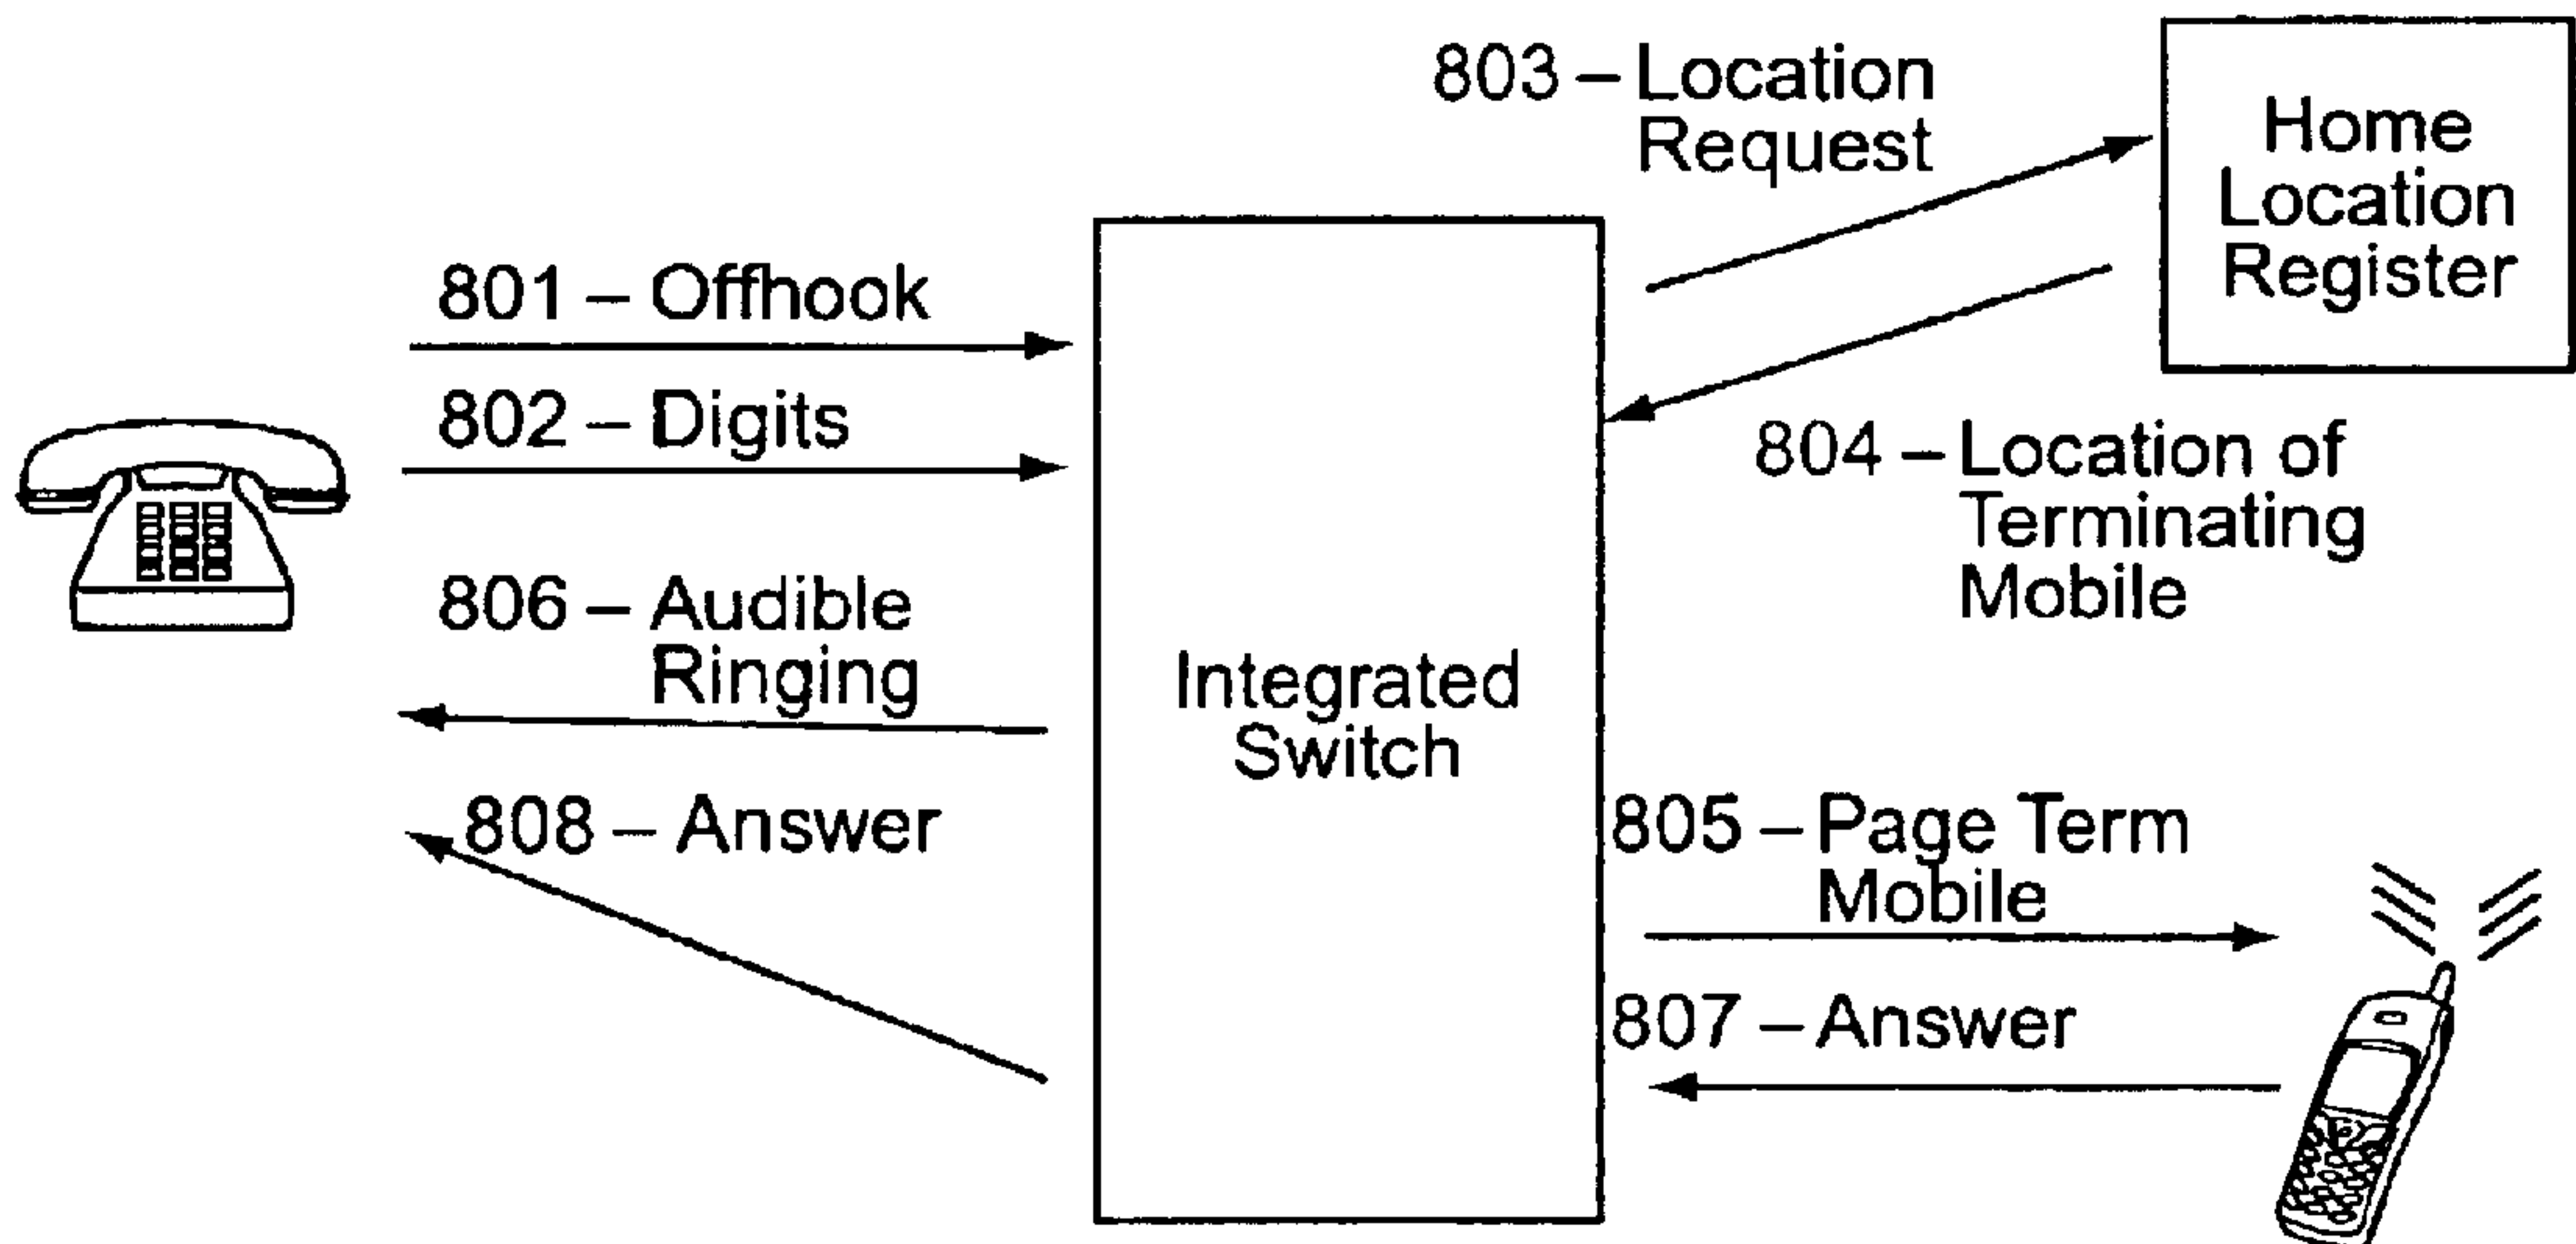 803 – Location
Request
Home
Location
Register
801 – Offhook
802 – Digits
804 – Location of
Terminating
Mobile
806 – Audible
Ringing
Integrated
Switch
808 – Answer
805 – Page Term
Mobile
807 – Answer